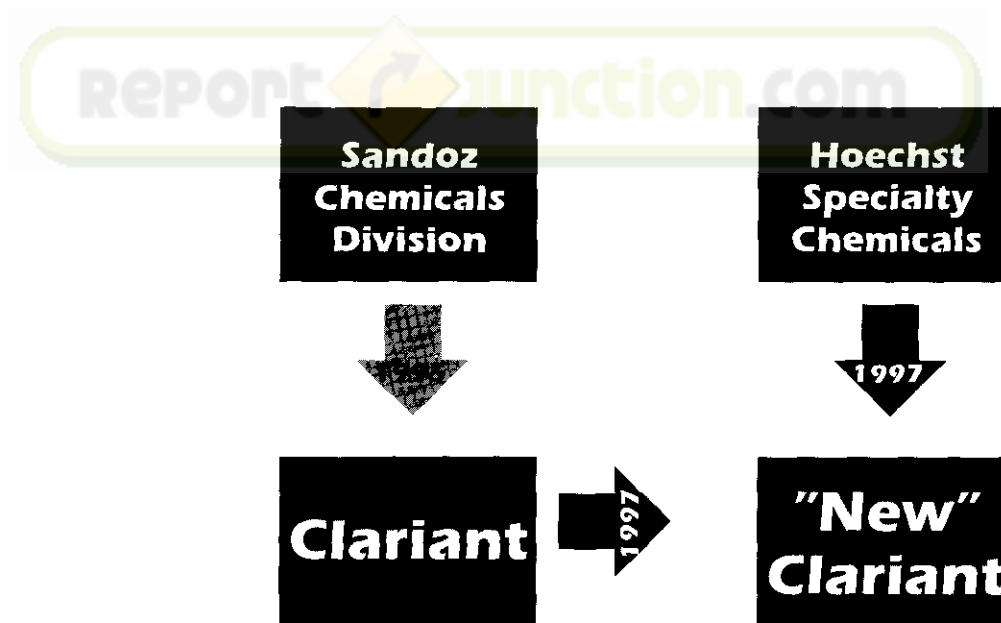 Report Junction.com
Sandoz
Chemicals
Division
Hoechst
Specialty
Chemicals
1997
Clariant
1997
"New"
Clariant